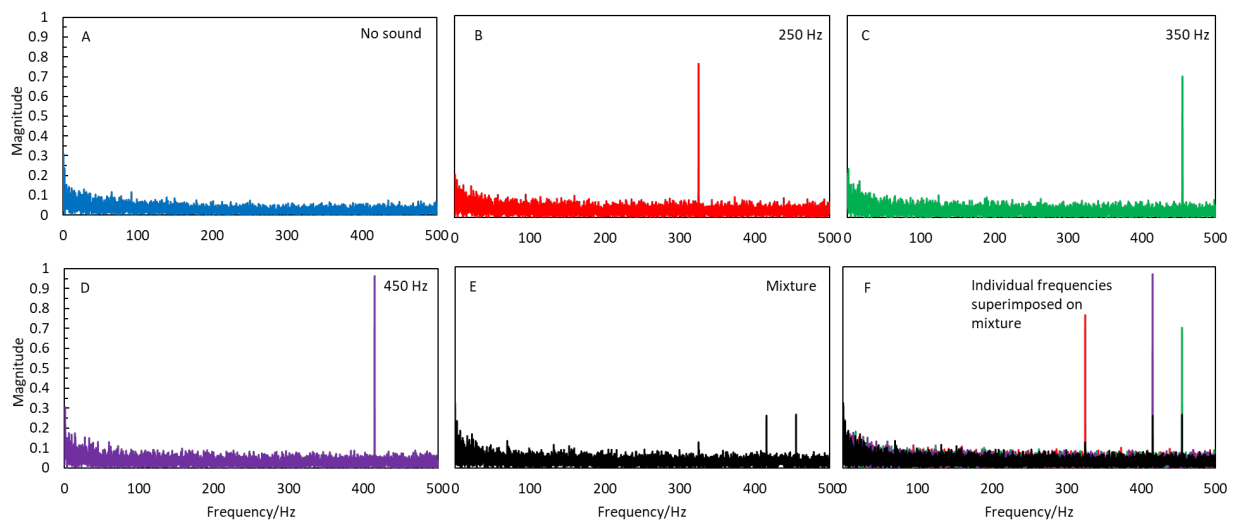 1
0.9
0.8
0.7
0.6
0.5
0.4
0.3
0.2
0.1
0
Magnitude
A
No sound
0 100 200 300 400 500
B
250 Hz
0 100 200 300 400 500
C
350 Hz
0 100 200 300 400 500
1
0.9
0.8
0.7
0.6
0.5
0.4
0.3
0.2
0.1
0
Magnitude
D
450 Hz
0 100 200 300 400 500
Frequency/Hz
E
Mixture
0 100 200 300 400 500
Frequency/Hz
F
Individual frequencies
superimposed on
mixture
0 100 200 300 400 500
Frequency/Hz